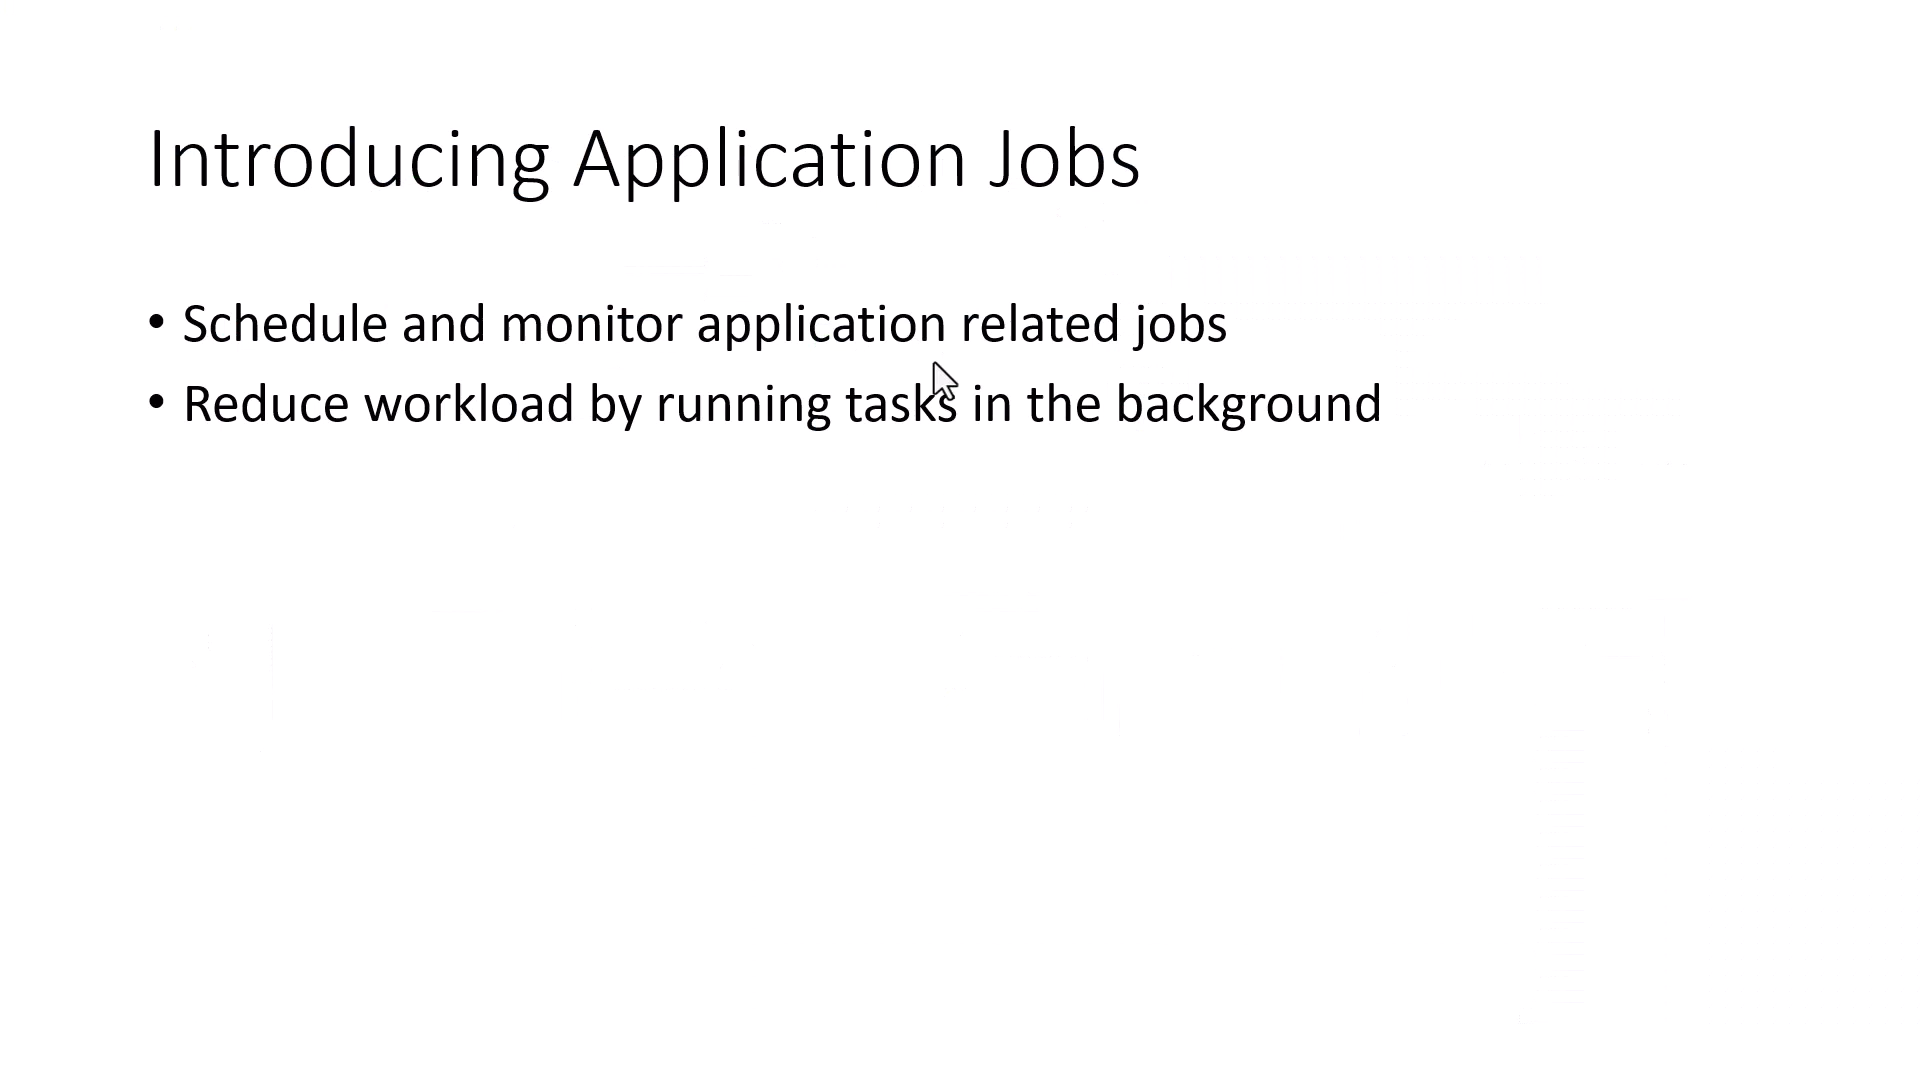 Introducing Application Jobs
• Schedule and monitor application related jobs
• Reduce workload by running tasks in the background